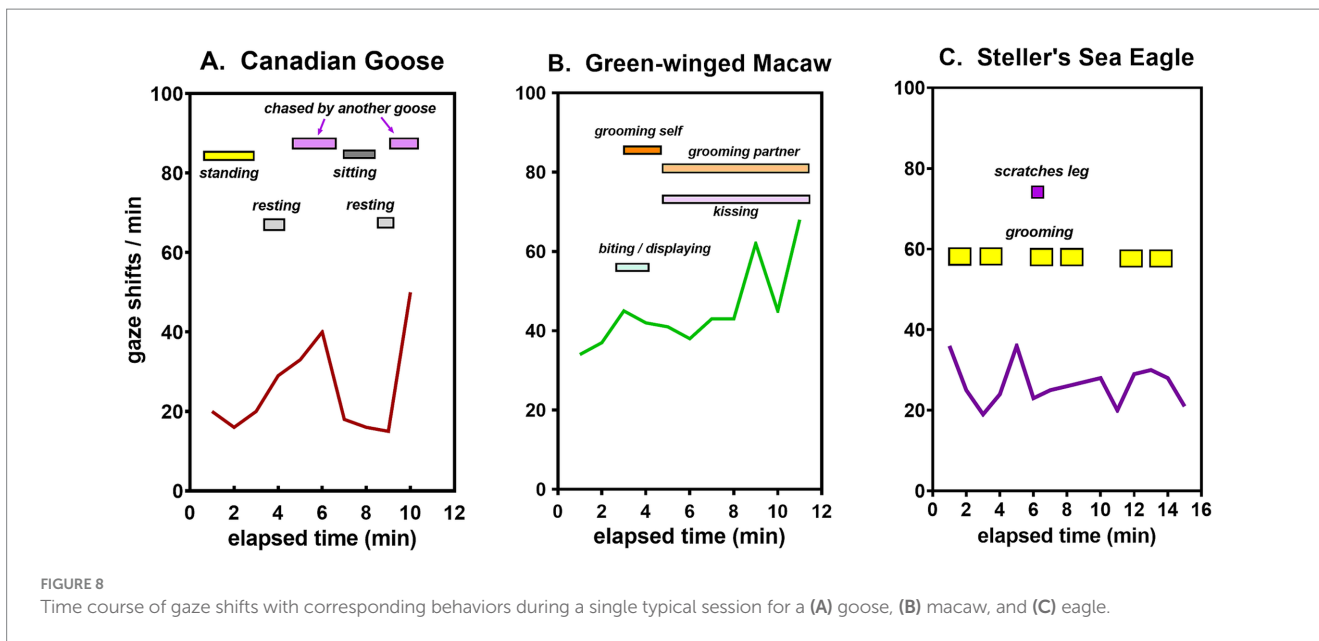 A. Canadian Goose
100
80
60
40
20
0
gaze shifts / min
chased by another goose
standing
sitting
resting
resting
0 2 4 6 8 10 12
elapsed time (min)
B. Green-winged Macaw
100
80
60
40
20
0
grooming self
grooming partner
kissing
biting / displaying
0 2 4 6 8 10 12
elapsed time (min)
C. Steller's Sea Eagle
100
80
60
40
20
0
scratches leg
grooming
0 2 4 6 8 10 12 14 16
elapsed time (min)
FIGURE 8
Time course of gaze shifts with corresponding behaviors during a single typical session for a (A) goose, (B) macaw, and (C) eagle.